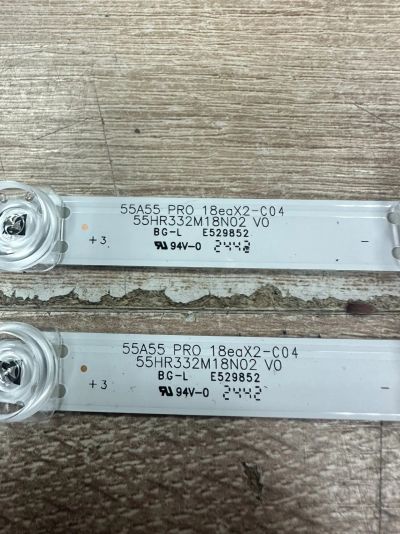 55A55 PRO 18eaX2-C04
55HR332M18N02 V0
BG-L E529852
+3 94V-0 2442 -
55A55 PRO 18eaX2-C04
55HR332M18N02 V0
BG-L E529852
+3 94V-0 2442 -